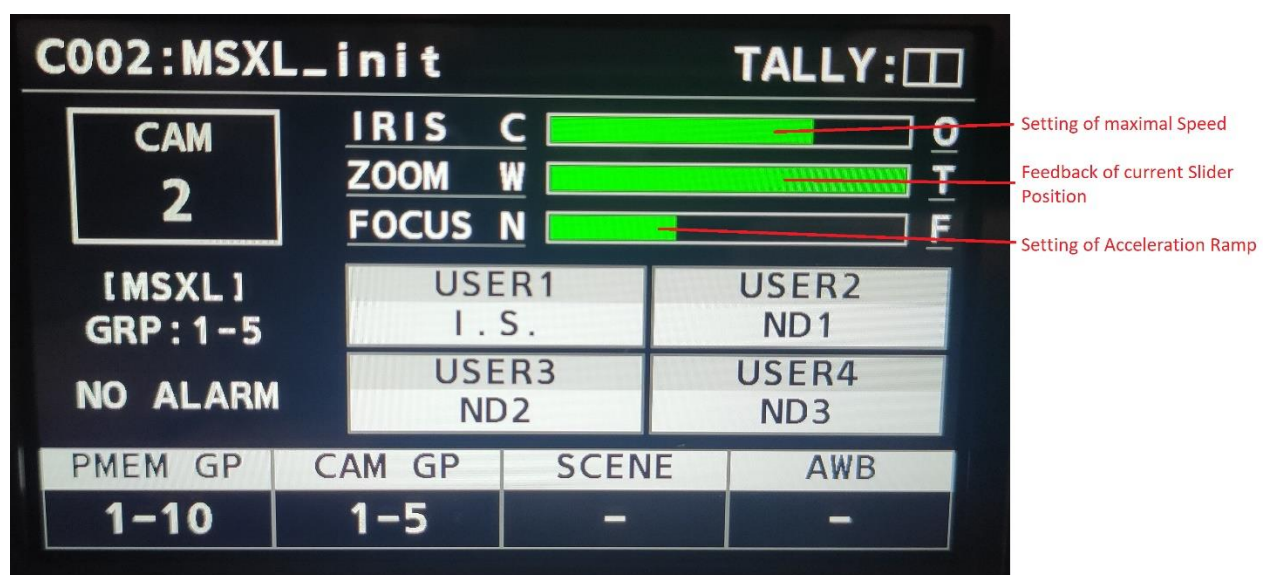 C002:MSXL_init TALLY:
CAM
2
IRIS C O
ZOOM W T
FOCUS N F
Setting of maximal Speed
Feedback of current Slider
Position
Setting of Acceleration Ramp
[MSXL]
GRP:1-5
NO ALARM
USER1
I.S.
USER2
ND1
USER3
ND2
USER4
ND3
PMEM GP CAM GP SCENE AWB
1-10 1-5 - -